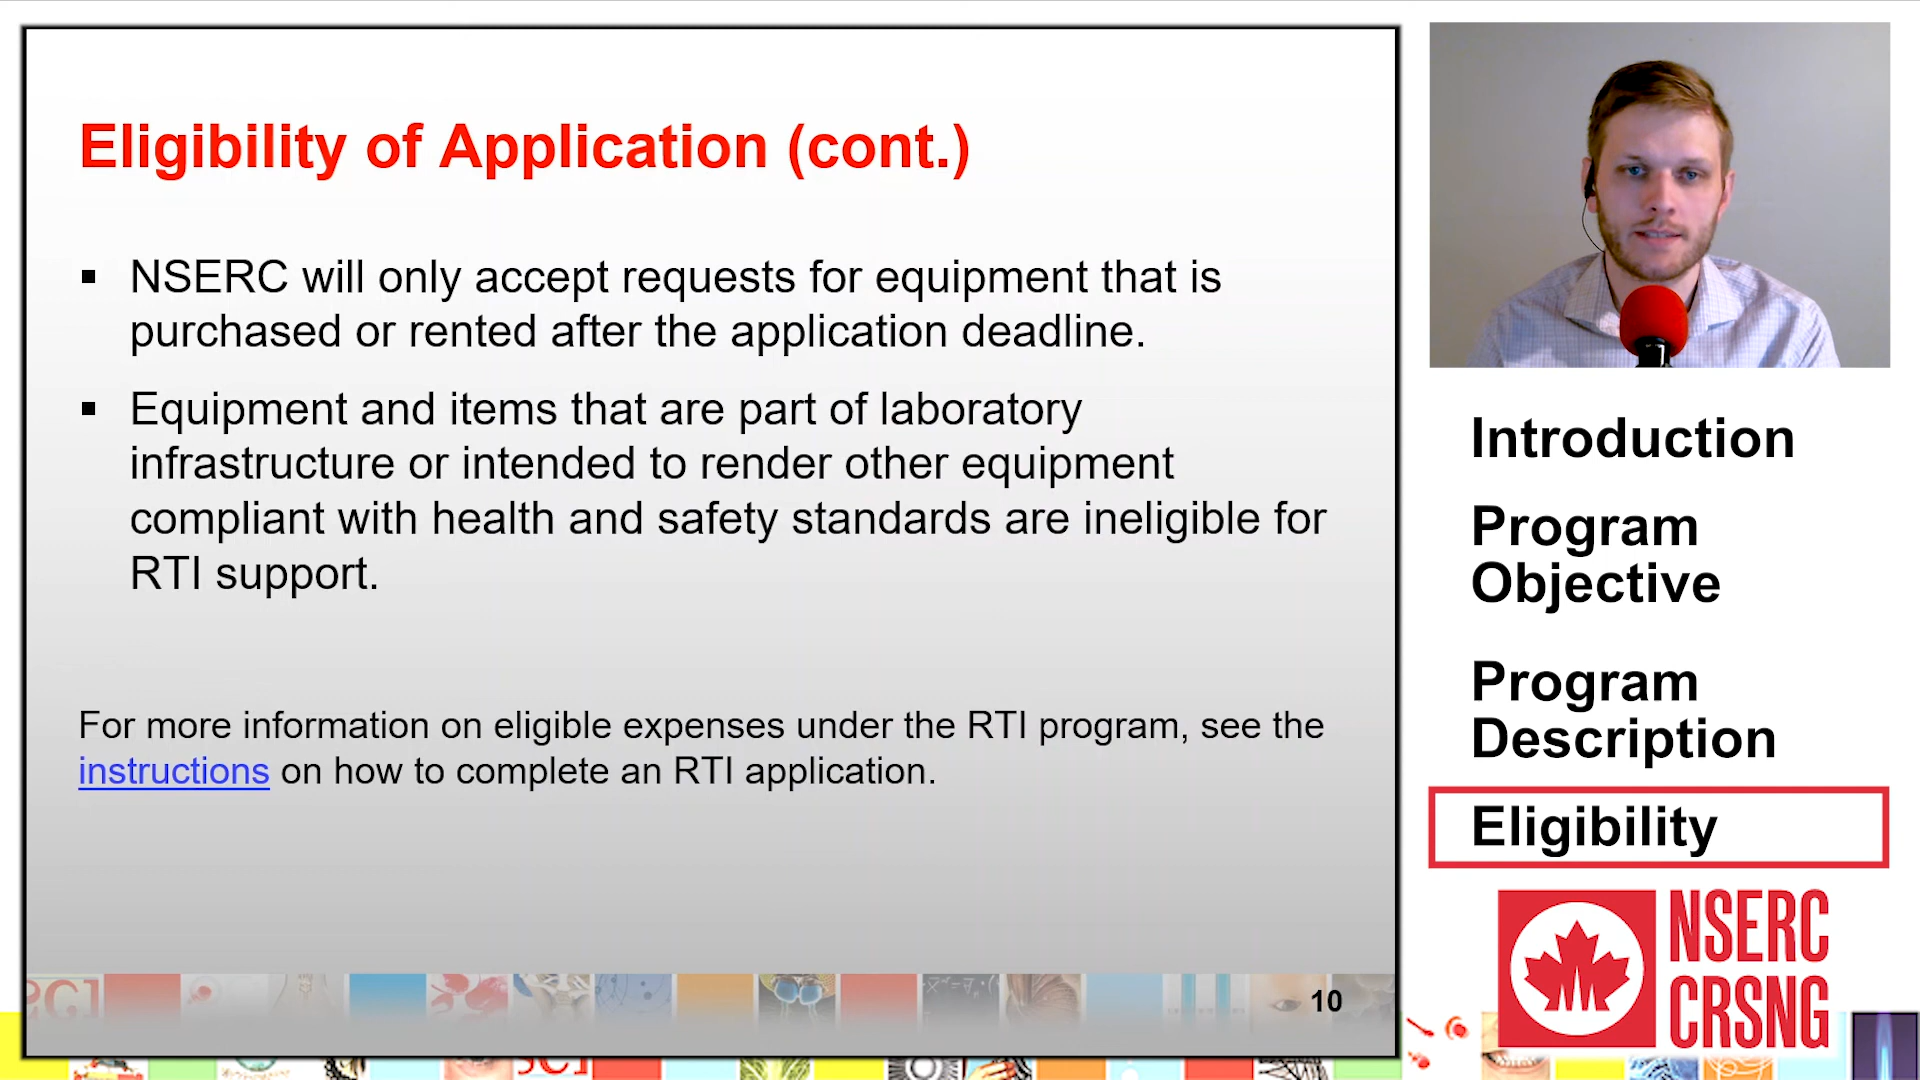 Eligibility of Application (cont.)
▪ NSERC will only accept requests for equipment that is
purchased or rented after the application deadline.
▪ Equipment and items that are part of laboratory
infrastructure or intended to render other equipment
compliant with health and safety standards are ineligible for
RTI support.
For more information on eligible expenses under the RTI program, see the
instructions on how to complete an RTI application.
10
Introduction
Program
Objective
Program
Description
Eligibility
NSERC
CRSNG